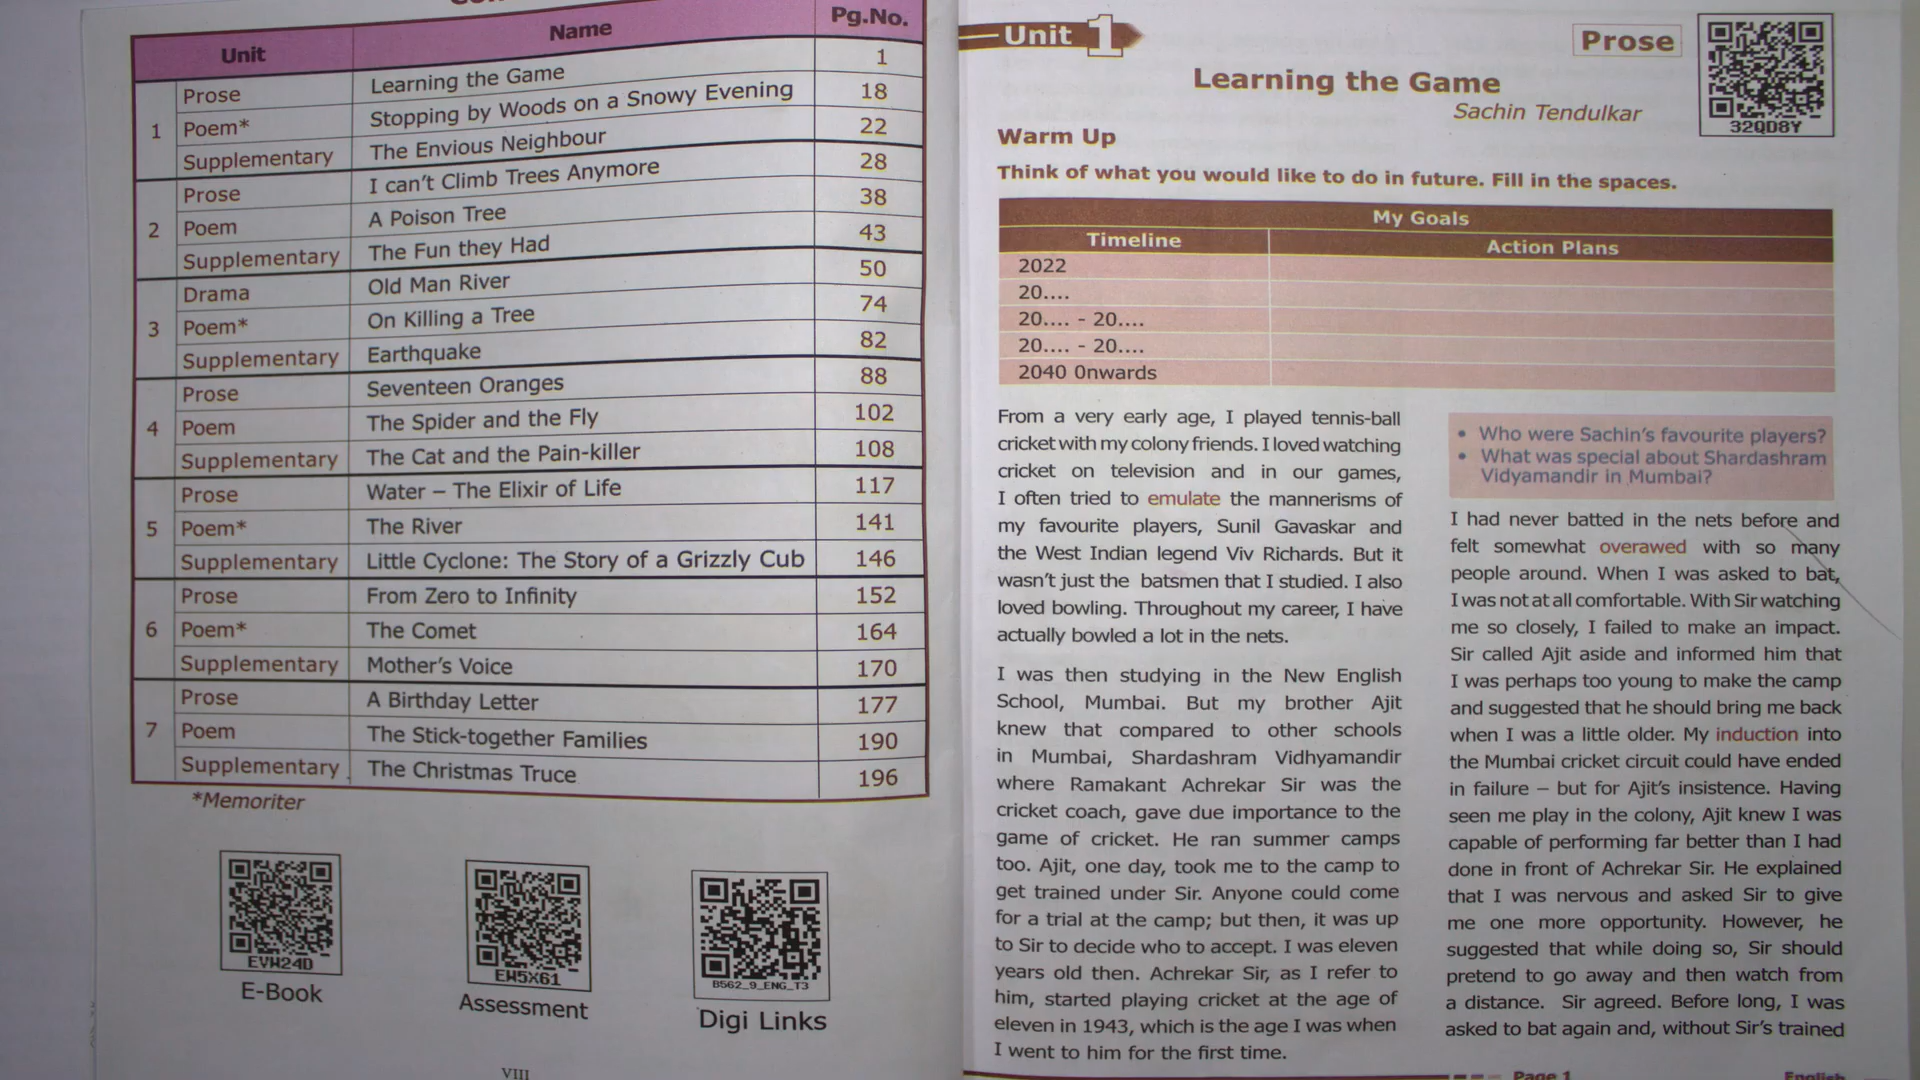 Unit Name Pg.No.
1 Prose Learning the Game 1
Poem* Stopping by Woods on a Snowy Evening 18
Supplementary The Envious Neighbour 22
2 Prose I can't Climb Trees Anymore 28
Poem A Poison Tree 38
Supplementary The Fun they Had 43
3 Drama Old Man River 50
Poem* On Killing a Tree 74
Supplementary Earthquake 82
4 Prose Seventeen Oranges 88
Poem The Spider and the Fly 102
Supplementary The Cat and the Pain-killer 108
5 Prose Water – The Elixir of Life 117
Poem* The River 141
Supplementary Little Cyclone: The Story of a Grizzly Cub 146
6 Prose From Zero to Infinity 152
Poem* The Comet 164
Supplementary Mother's Voice 170
7 Prose A Birthday Letter 177
Poem The Stick-together Families 190
Supplementary The Christmas Truce 196
*Memoriter
EVW24D
E-Book
EW5X61
Assessment
B562_9_ENG_T3
Digi Links
VIII
Unit 1
Prose
32QD8Y
Learning the Game
Sachin Tendulkar
Warm Up
Think of what you would like to do in future. Fill in the spaces.
My Goals
Timeline Action Plans
2022
20....
20.... - 20....
20.... - 20....
2040 Onwards
From a very early age, I played tennis-ball
cricket with my colony friends. I loved watching
cricket on television and in our games,
I often tried to emulate the mannerisms of
my favourite players, Sunil Gavaskar and
the West Indian legend Viv Richards. But it
wasn't just the batsmen that I studied. I also
loved bowling. Throughout my career, I have
actually bowled a lot in the nets.
I was then studying in the New English
School, Mumbai. But my brother Ajit
knew that compared to other schools
in Mumbai, Shardashram Vidhyamandir
where Ramakant Achrekar Sir was the
cricket coach, gave due importance to the
game of cricket. He ran summer camps
too. Ajit, one day, took me to the camp to
get trained under Sir. Anyone could come
for a trial at the camp; but then, it was up
to Sir to decide who to accept. I was eleven
years old then. Achrekar Sir, as I refer to
him, started playing cricket at the age of
eleven in 1943, which is the age I was when
I went to him for the first time.
• Who were Sachin's favourite players?
• What was special about Shardashram
Vidyamandir in Mumbai?
I had never batted in the nets before and
felt somewhat overawed with so many
people around. When I was asked to bat,
I was not at all comfortable. With Sir watching
me so closely, I failed to make an impact.
Sir called Ajit aside and informed him that
I was perhaps too young to make the camp
and suggested that he should bring me back
when I was a little older. My induction into
the Mumbai cricket circuit could have ended
in failure – but for Ajit's insistence. Having
seen me play in the colony, Ajit knew I was
capable of performing far better than I had
done in front of Achrekar Sir. He explained
that I was nervous and asked Sir to give
me one more opportunity. However, he
suggested that while doing so, Sir should
pretend to go away and then watch from
a distance. Sir agreed. Before long, I was
asked to bat again and, without Sir's trained
Page 1
English